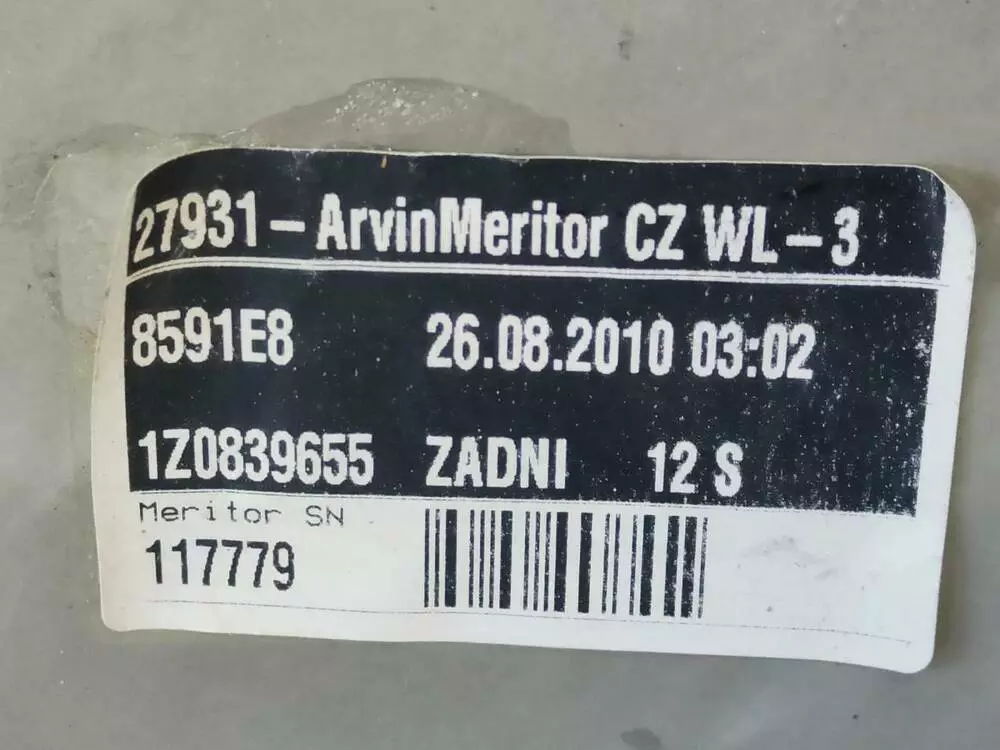 27931 - ArvinMeritor CZ WL - 3
8591E8 26.08.2010 03:02
1Z0839655 ZADNI 12 S
Meritor SN
117779